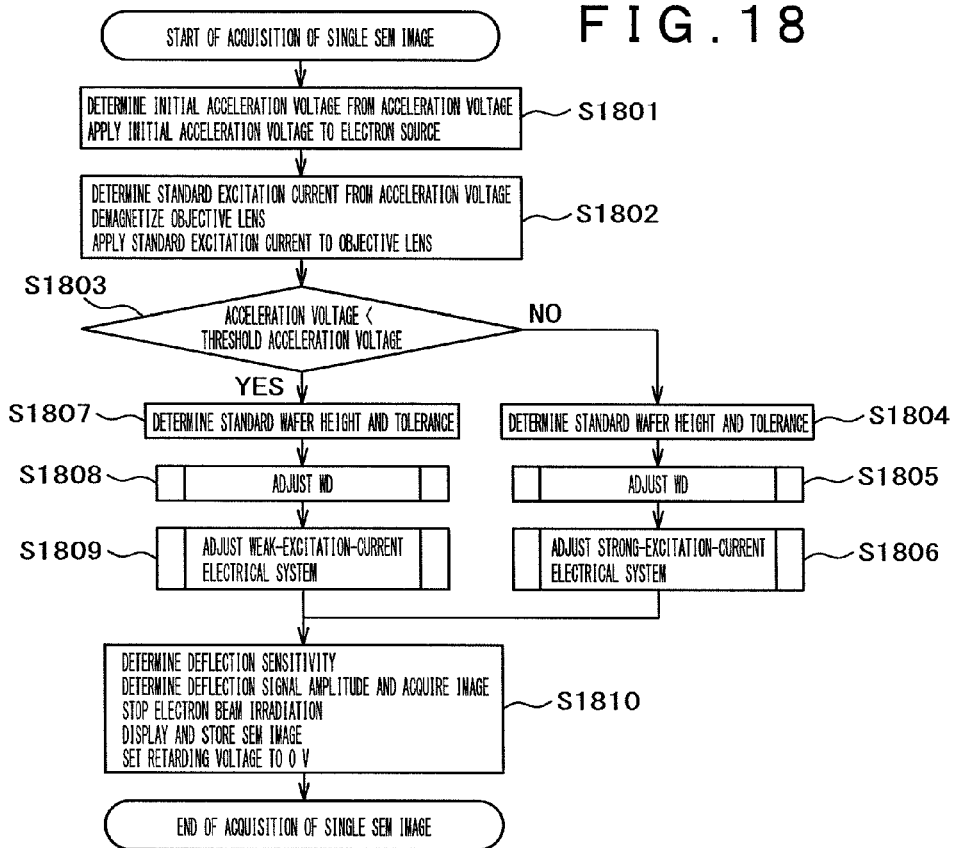 FIG. 18
START OF ACQUISITION OF SINGLE SEM IMAGE
DETERMINE INITIAL ACCELERATION VOLTAGE FROM ACCELERATION VOLTAGE
APPLY INITIAL ACCELERATION VOLTAGE TO ELECTRON SOURCE
S1801
DETERMINE STANDARD EXCITATION CURRENT FROM ACCELERATION VOLTAGE
DEMAGNETIZE OBJECTIVE LENS
APPLY STANDARD EXCITATION CURRENT TO OBJECTIVE LENS
S1802
S1803
ACCELERATION VOLTAGE <
THRESHOLD ACCELERATION VOLTAGE
NO
YES
S1807
DETERMINE STANDARD WAFER HEIGHT AND TOLERANCE
DETERMINE STANDARD WAFER HEIGHT AND TOLERANCE
S1804
S1808
ADJUST WD
ADJUST WD
S1805
S1809
ADJUST WEAK-EXCITATION-CURRENT
ELECTRICAL SYSTEM
ADJUST STRONG-EXCITATION-CURRENT
ELECTRICAL SYSTEM
S1806
DETERMINE DEFLECTION SENSITIVITY
DETERMINE DEFLECTION SIGNAL AMPLITUDE AND ACQUIRE IMAGE
STOP ELECTRON BEAM IRRADIATION
DISPLAY AND STORE SEM IMAGE
SET RETARDING VOLTAGE TO 0 V
S1810
END OF ACQUISITION OF SINGLE SEM IMAGE